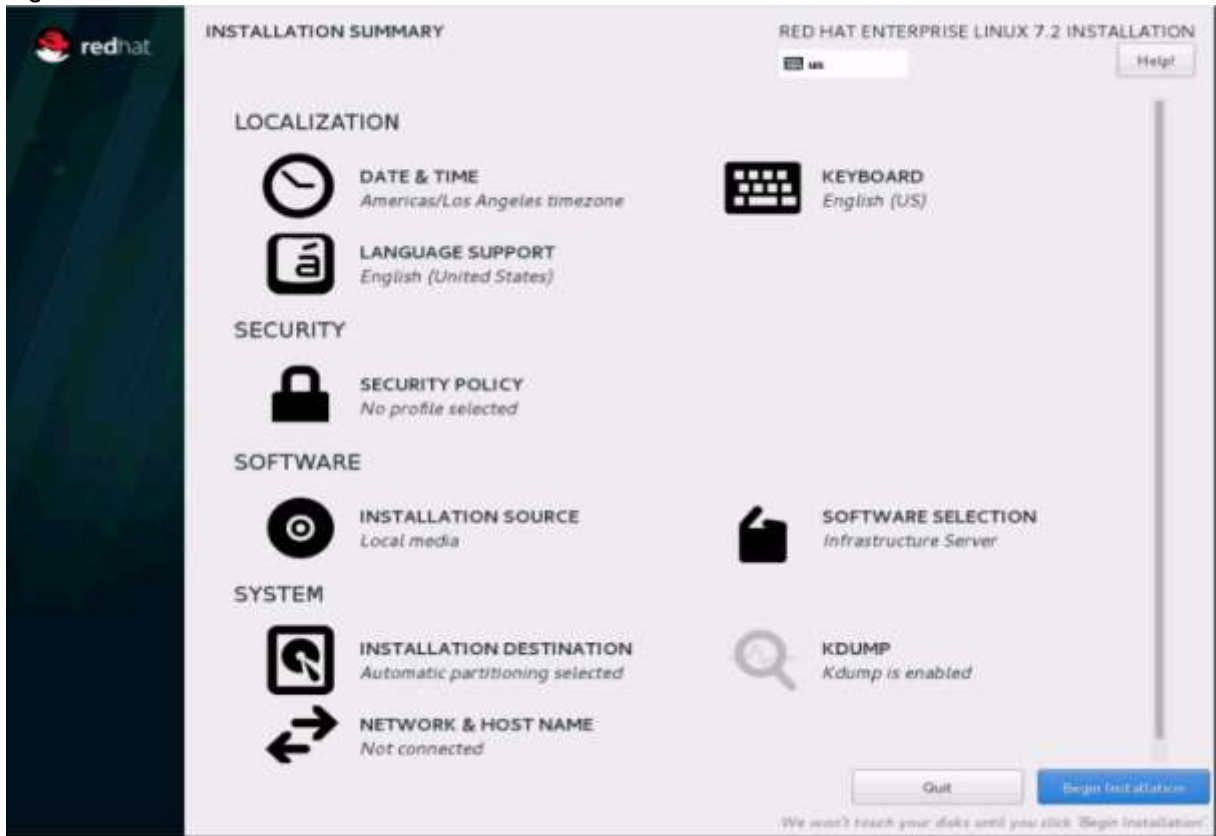 redhat
INSTALLATION SUMMARY
RED HAT ENTERPRISE LINUX 7.2 INSTALLATION
us
Help!
LOCALIZATION
DATE & TIME
Americas/Los Angeles timezone
KEYBOARD
English (US)
á
LANGUAGE SUPPORT
English (United States)
SECURITY
SECURITY POLICY
No profile selected
SOFTWARE
INSTALLATION SOURCE
Local media
SOFTWARE SELECTION
Infrastructure Server
SYSTEM
INSTALLATION DESTINATION
Automatic partitioning selected
KDUMP
Kdump is enabled
NETWORK & HOST NAME
Not connected
Quit
Begin Installation
We won't touch your disks until you click 'Begin Installation'.